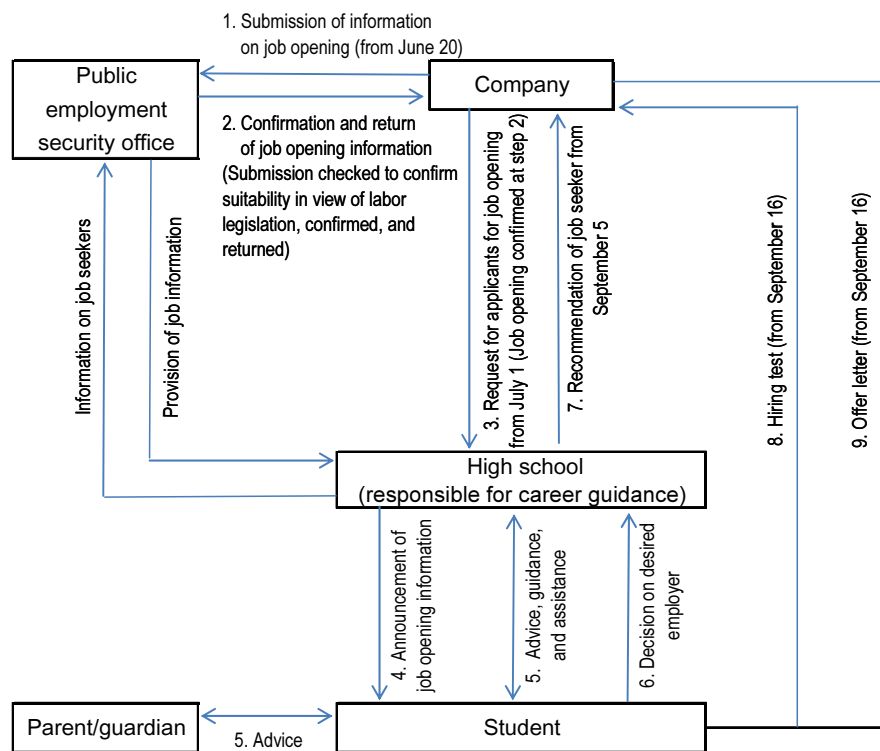 1. Submission of information
on job opening (from June 20)
Public
employment
security office
Company
2. Confirmation and return
of job opening information
(Submission checked to confirm
suitability in view of labor
legislation, confirmed, and
returned)
Information on job seekers
Provision of job information
3. Request for applicants for job opening
from July 1 (Job opening confirmed at step 2)
7. Recommendation of job seeker from
September 5
8. Hiring test (from September 16)
9. Offer letter (from September 16)
High school
(responsible for career guidance)
4. Announcement of
job opening information
5. Advice, guidance,
and assistance
6. Decision on desired
employer
Parent/guardian
5. Advice
Student